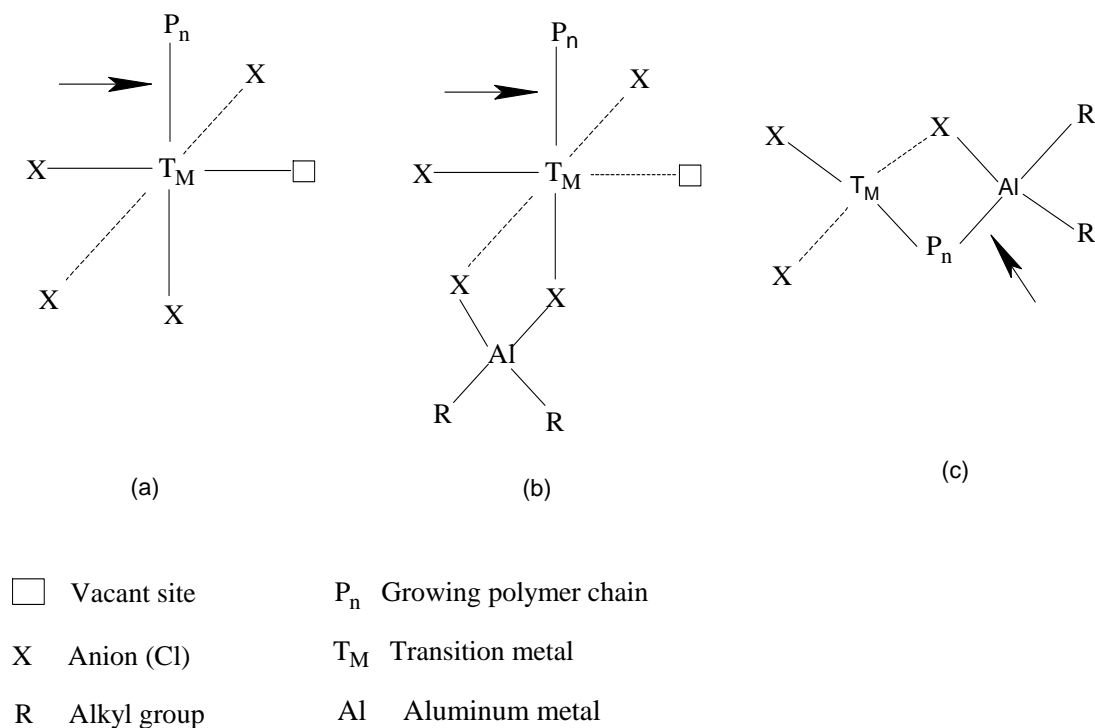 Pn Pn
X X
X R
X TM X TM X TM Al
Pn R
X
X X X X
Al
R R
(a) (b) (c)
Vacant site Pn Growing polymer chain
X Anion (Cl) TM Transition metal
R Alkyl group Al Aluminum metal